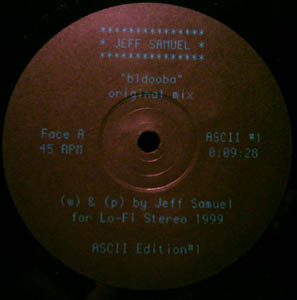 ***************
* JEFF SAMUEL *
***************
"bldooba"
original mix
Face A
45 RPM
ASCII #1
0:09:28
(w) & (p) by Jeff Samuel
for Lo-Fi Stereo 1999
ASCII Edition#1